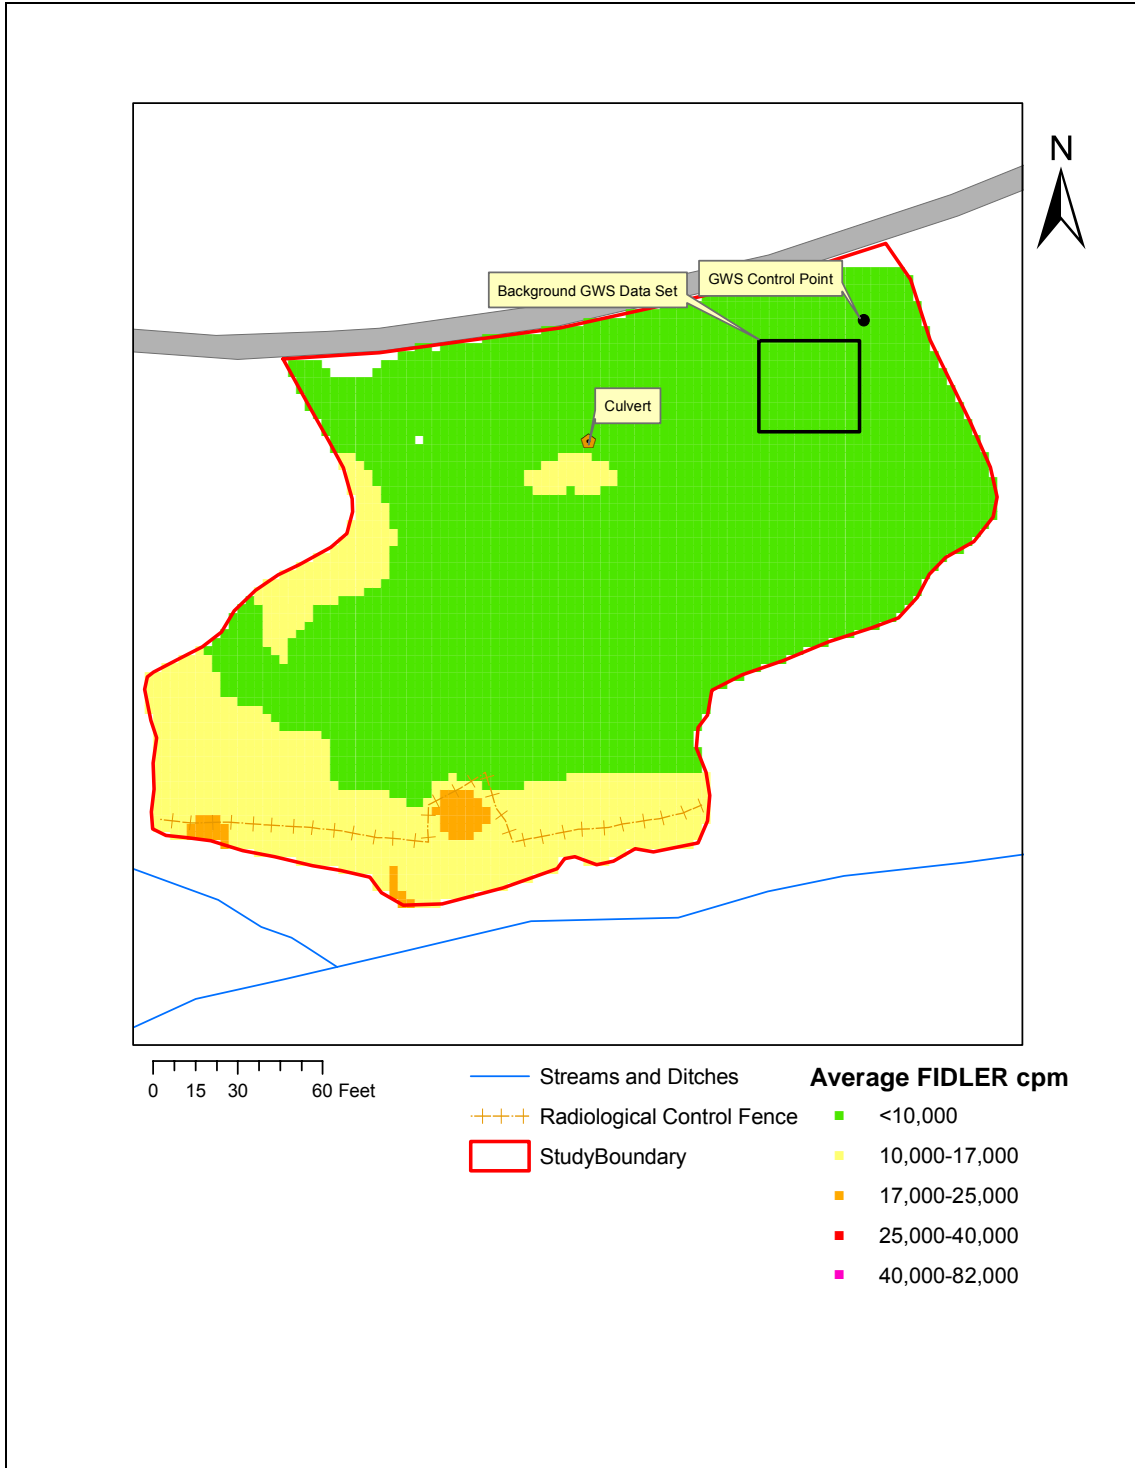 N
GWS Control Point
Background GWS Data Set
Culvert
0 15 30 60 Feet
Streams and Ditches
Radiological Control Fence
StudyBoundary
Average FIDLER cpm
<10,000
10,000-17,000
17,000-25,000
25,000-40,000
40,000-82,000